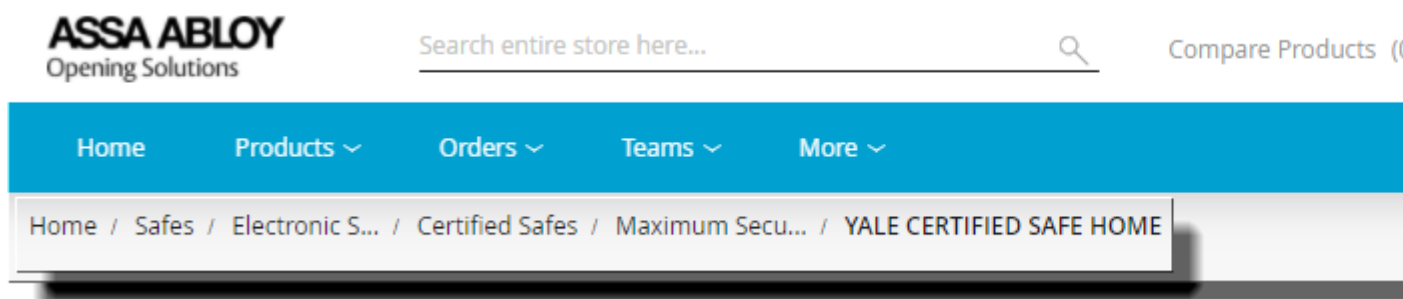 ASSA ABLOY
Opening Solutions
Search entire store here...
Compare Products (0
Home Products Orders Teams More
Home / Safes / Electronic S... / Certified Safes / Maximum Secu... / YALE CERTIFIED SAFE HOME